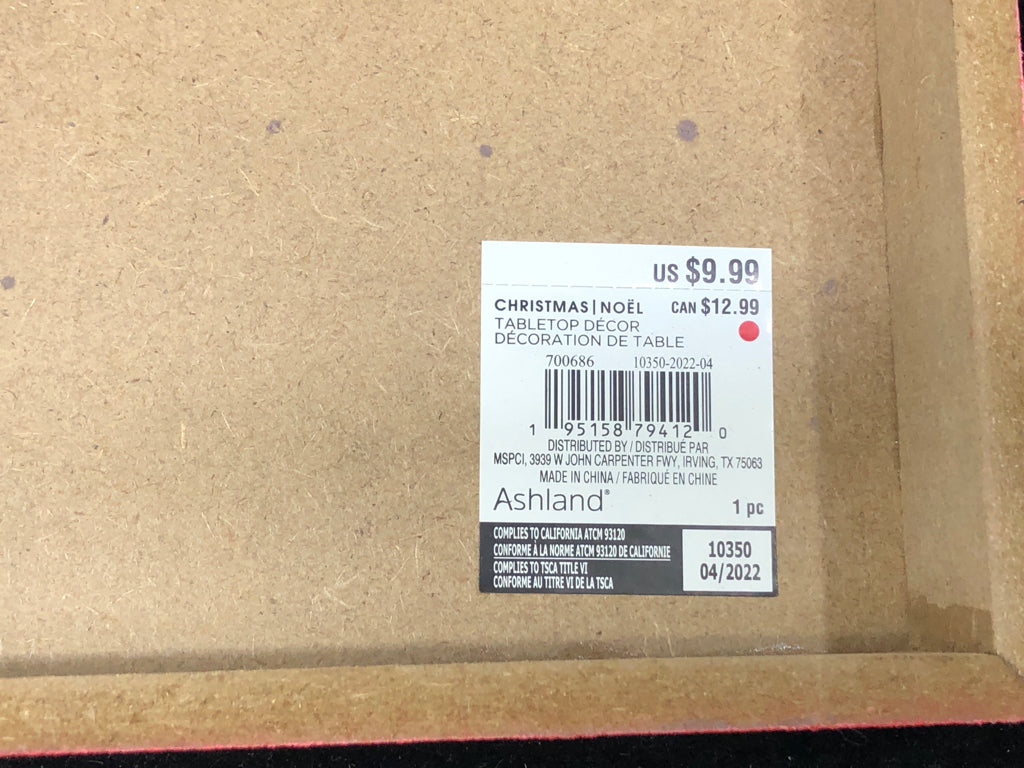 US $9.99
CHRISTMAS|NOËL CAN $12.99
TABLETOP DÉCOR
DÉCORATION DE TABLE
700686 10350-2022-04
1 95158 79412 0
DISTRIBUTED BY / DISTRIBUÉ PAR
MSPCI, 3939 W JOHN CARPENTER FWY, IRVING, TX 75063
MADE IN CHINA / FABRIQUÉ EN CHINE
Ashland® 1 pc
COMPLIES TO CALIFORNIA ATCM 93120
CONFORME À LA NORME ATCM 93120 DE CALIFORNIE
COMPLIES TO TSCA TITLE VI
CONFORME AU TITRE VI DE LA TSCA
10350
04/2022